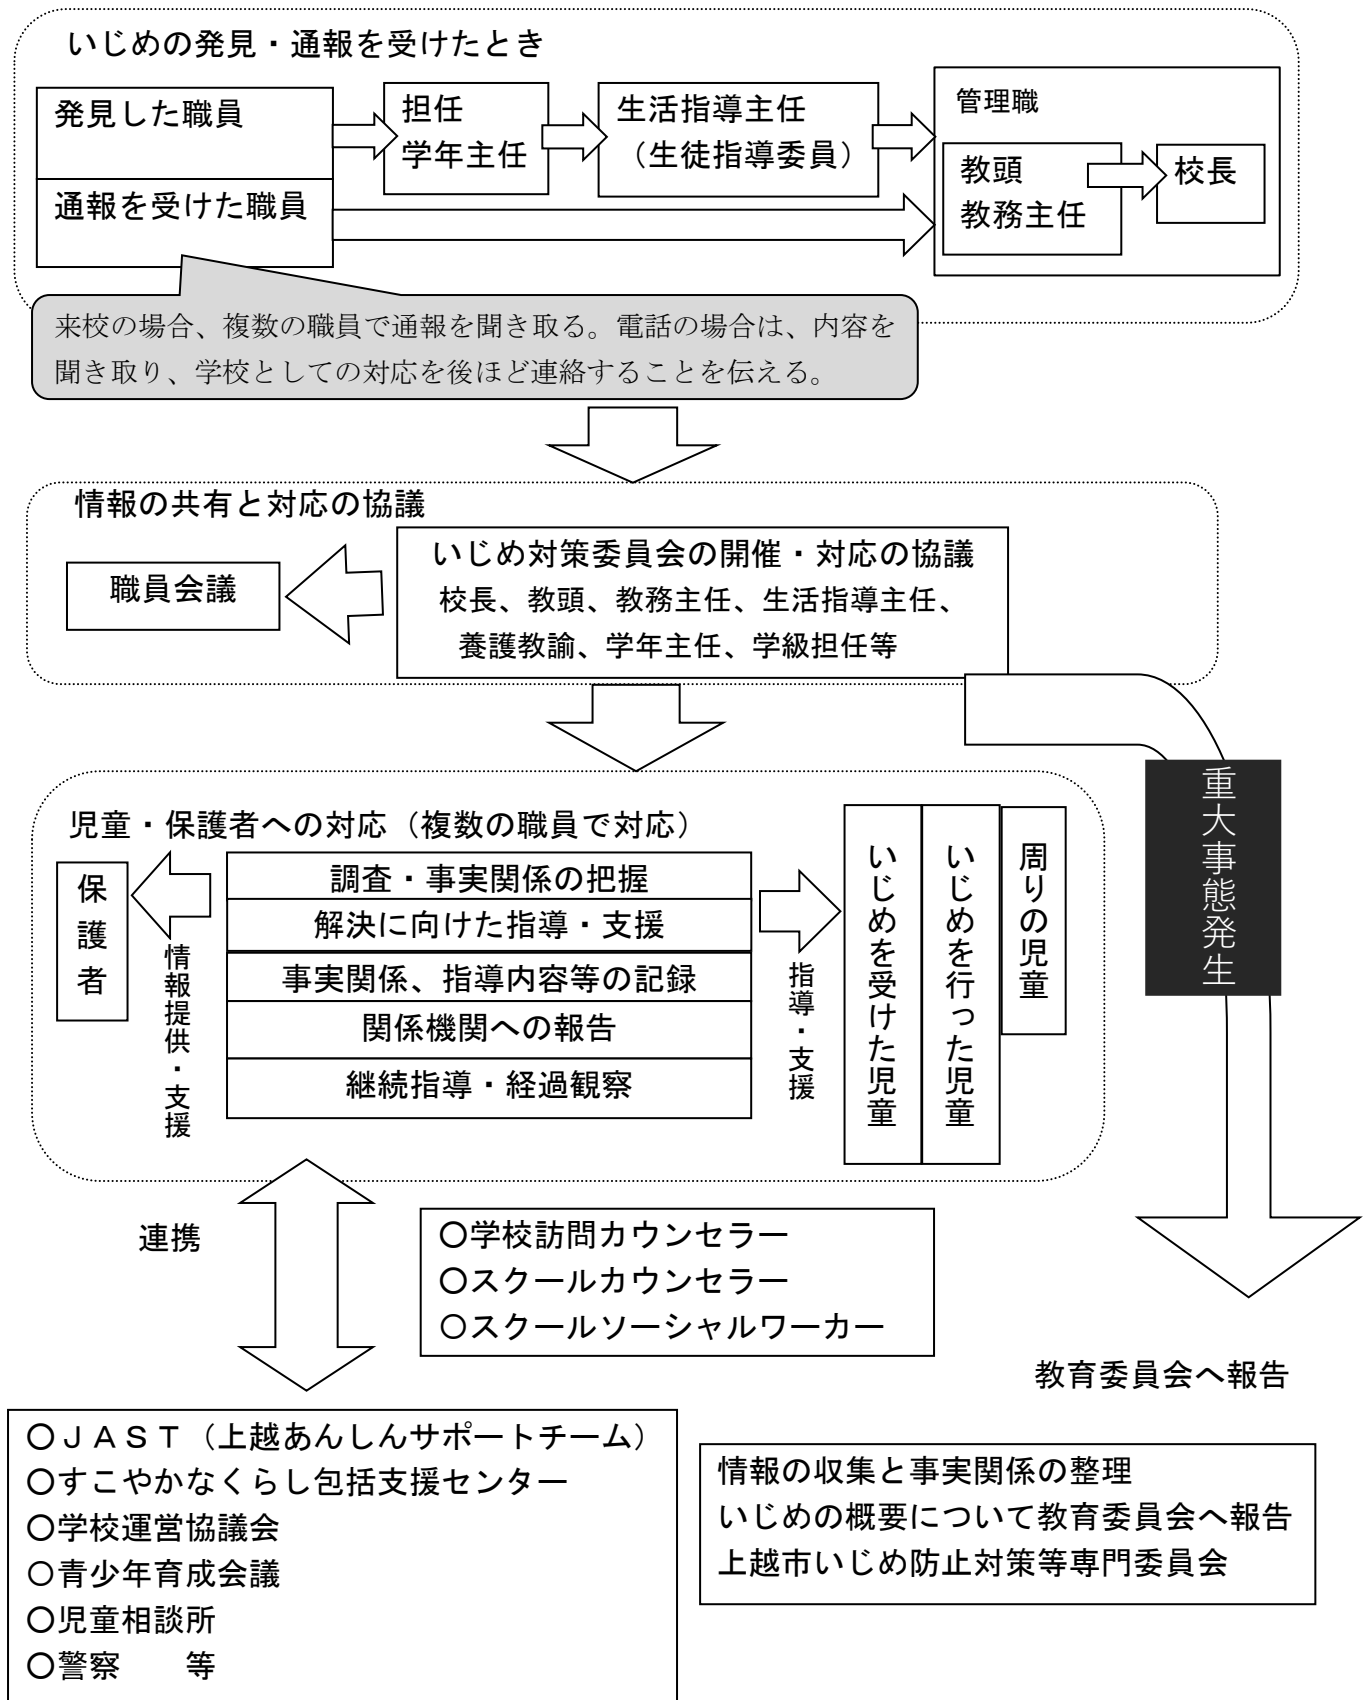 いじめの発見・通報を受けたとき
発見した職員
通報を受けた職員
担任
学年主任
生活指導主任
（生徒指導委員）
管理職
教頭
教務主任
校長
来校の場合、複数の職員で通報を聞き取る。電話の場合は、内容を
聞き取り、学校としての対応を後ほど連絡することを伝える。
情報の共有と対応の協議
職員会議
いじめ対策委員会の開催・対応の協議
校長、教頭、教務主任、生活指導主任、
養護教諭、学年主任、学級担任等
重大事態発生
児童・保護者への対応（複数の職員で対応）
保護者
情報提供・支援
調査・事実関係の把握
解決に向けた指導・支援
事実関係、指導内容等の記録
関係機関への報告
継続指導・経過観察
指導・支援
いじめを受けた児童
いじめを行った児童
周りの児童
連携
〇学校訪問カウンセラー
〇スクールカウンセラー
〇スクールソーシャルワーカー
教育委員会へ報告
〇ＪＡＳＴ（上越あんしんサポートチーム）
〇すこやかなくらし包括支援センター
〇学校運営協議会
〇青少年育成会議
〇児童相談所
〇警察　　等
情報の収集と事実関係の整理
いじめの概要について教育委員会へ報告
上越市いじめ防止対策等専門委員会